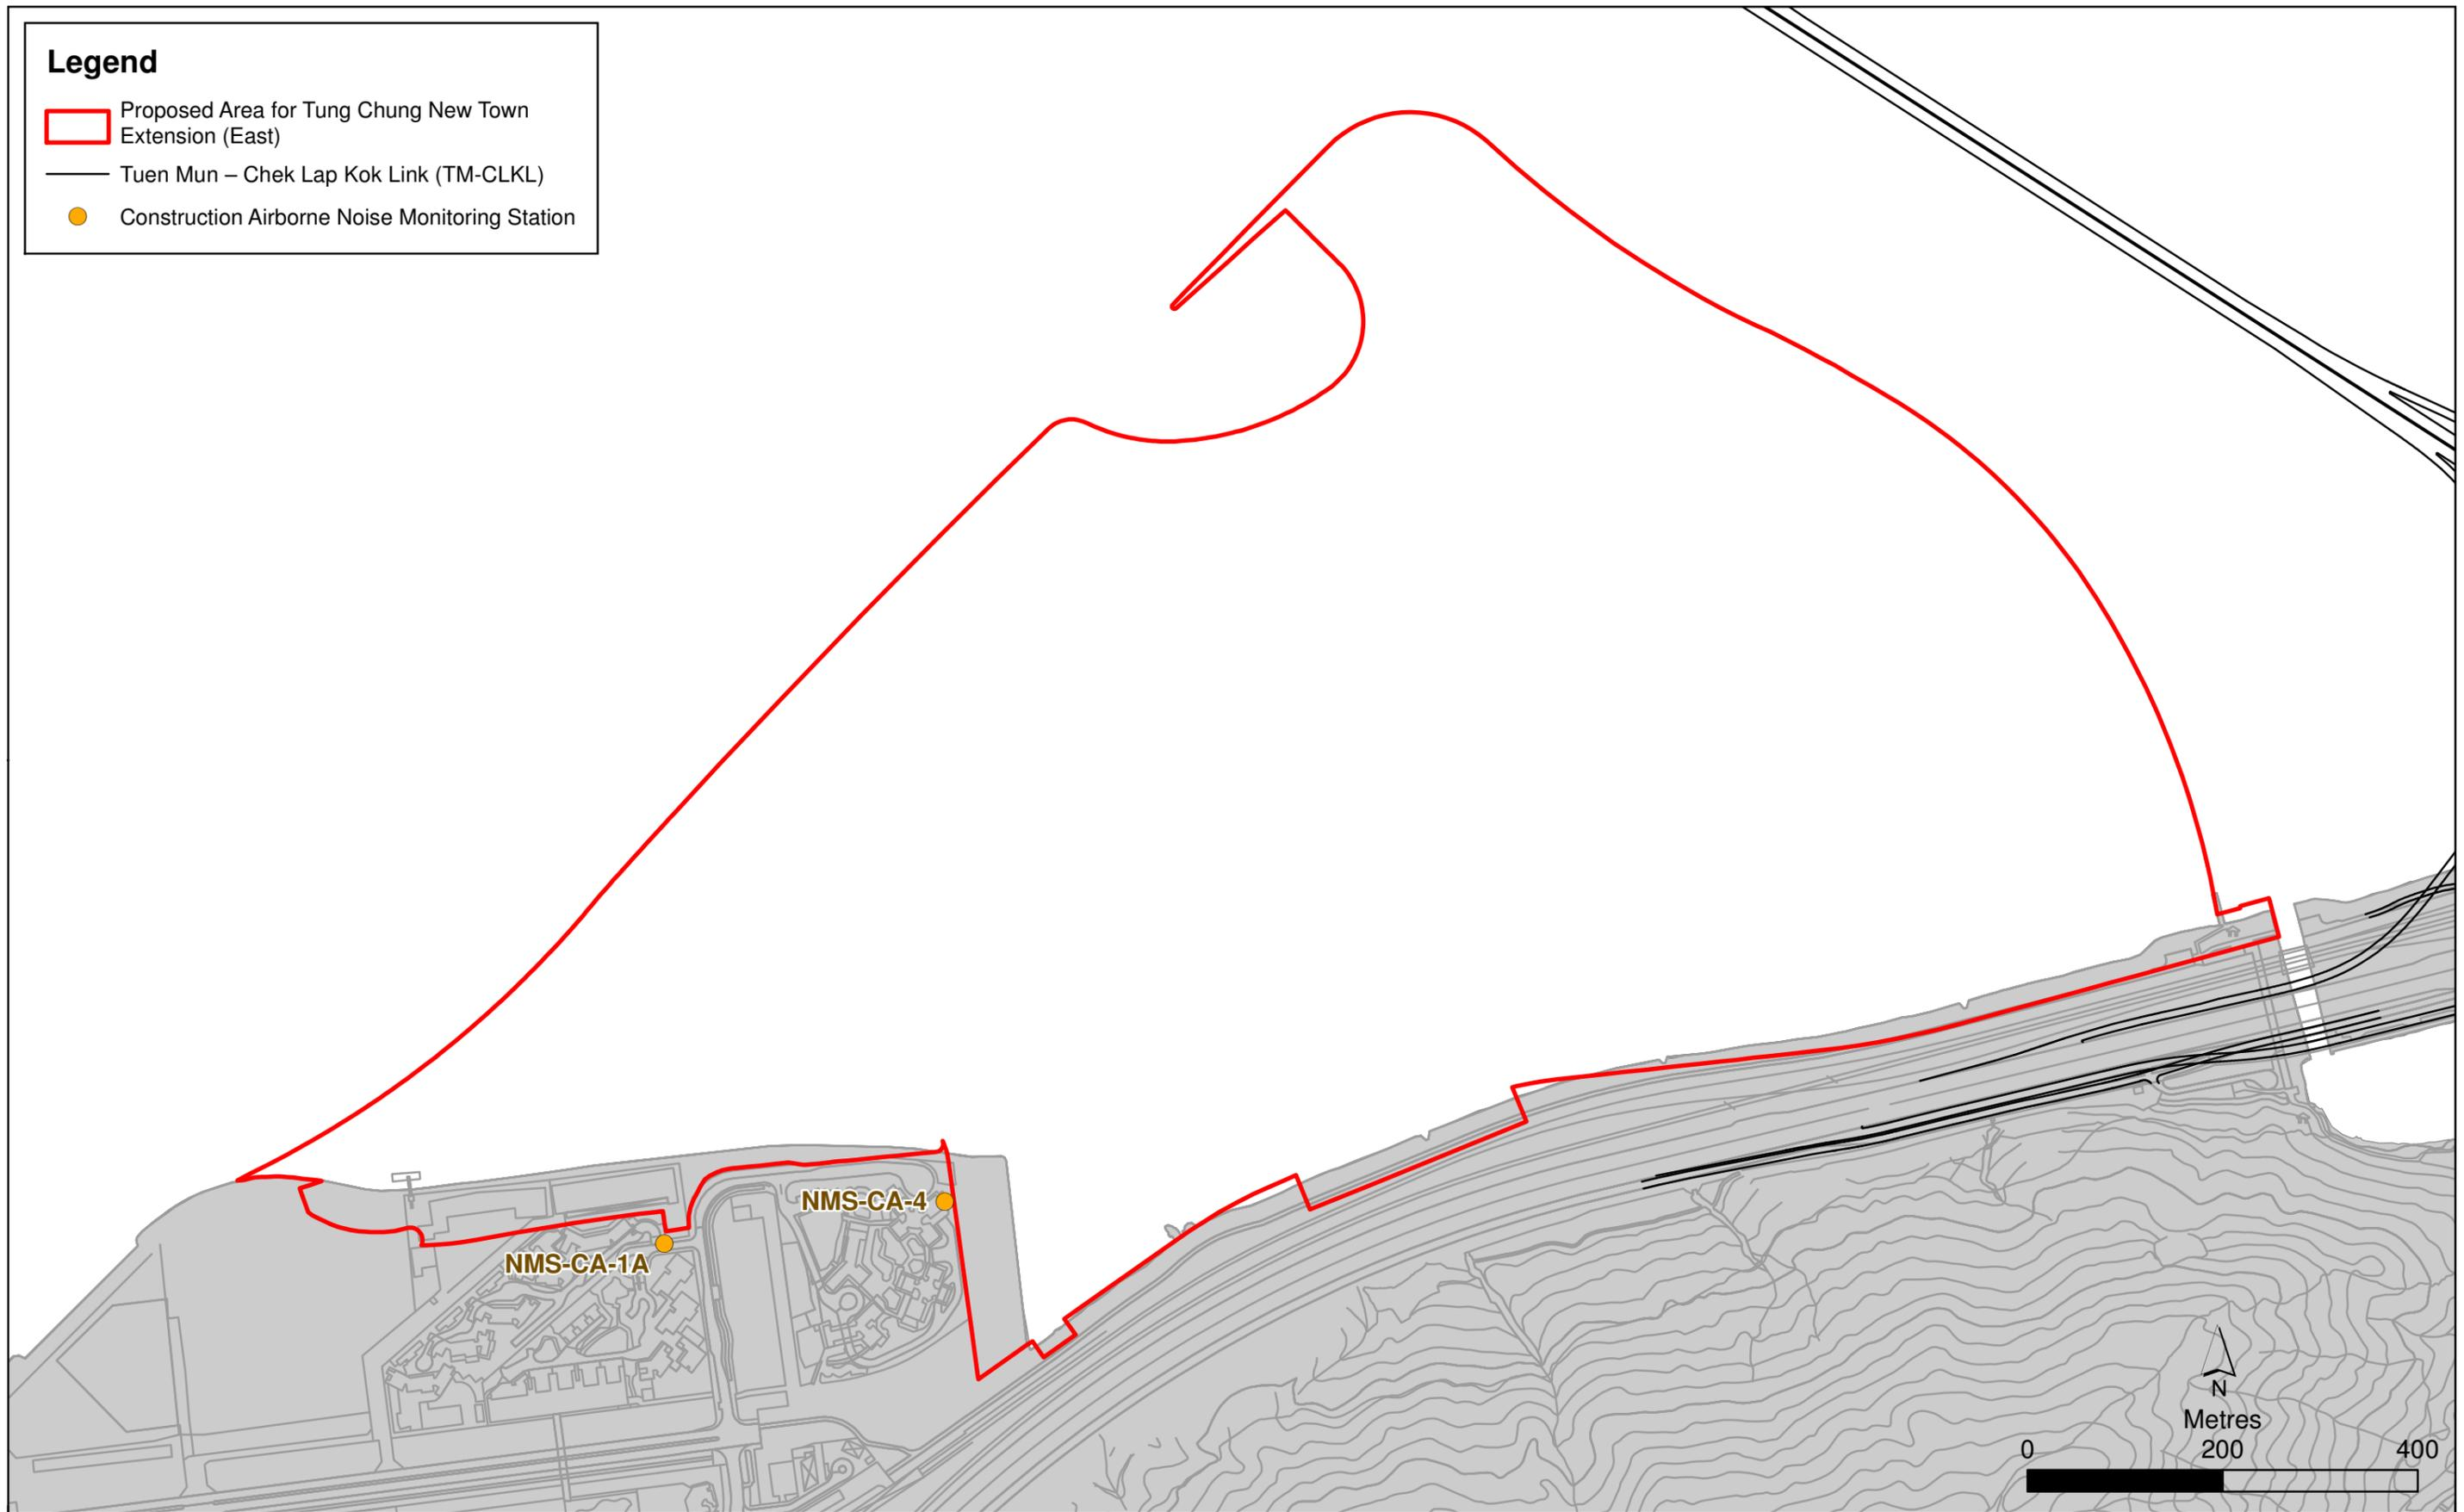 Legend
Proposed Area for Tung Chung New Town
Extension (East)
Tuen Mun – Chek Lap Kok Link (TM-CLKL)
Construction Airborne Noise Monitoring Station
NMS-CA-4
NMS-CA-1A
N
Metres
0 200 400